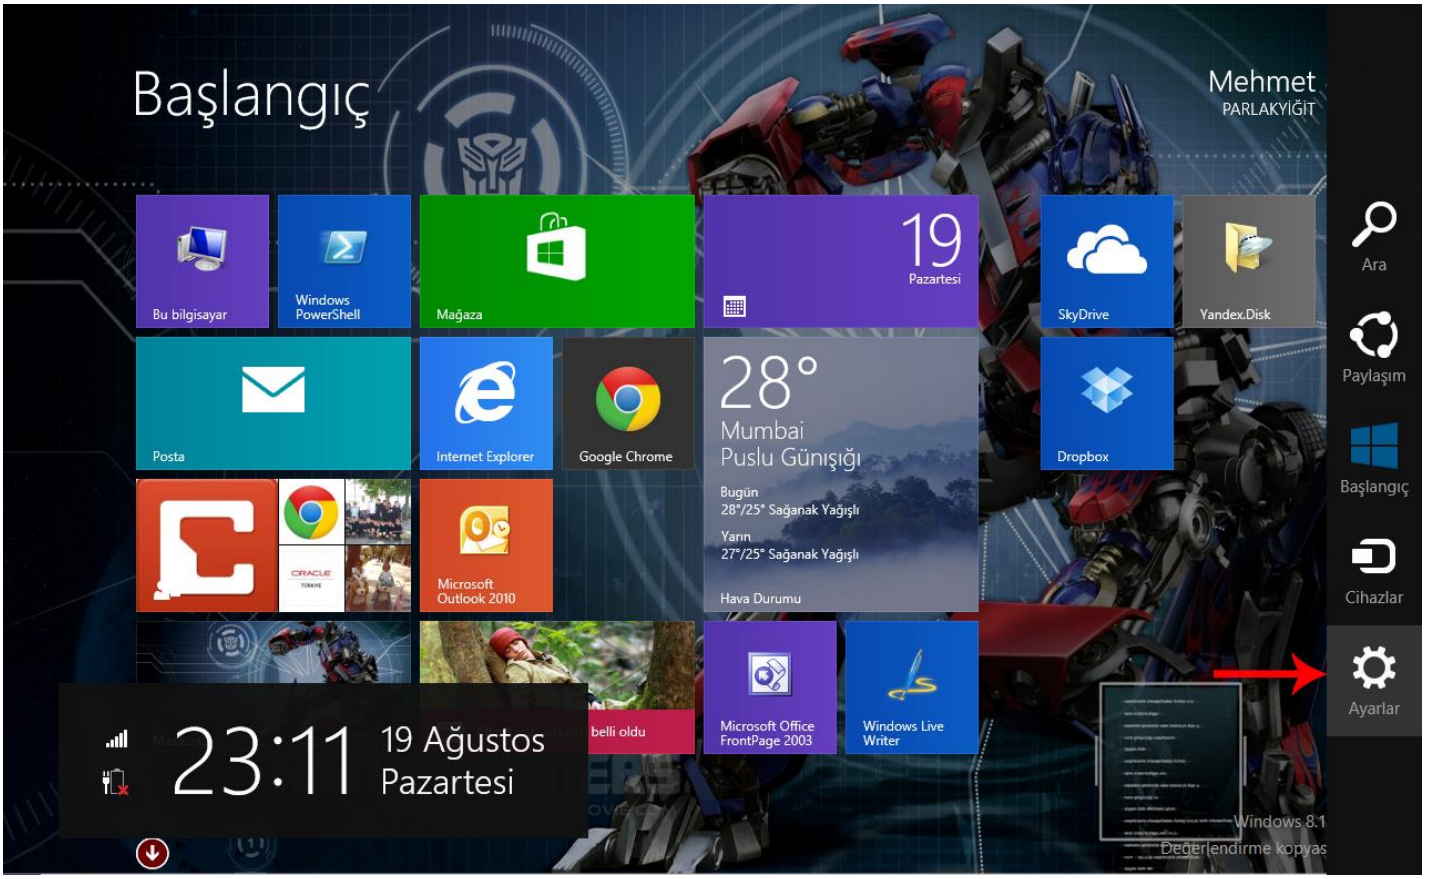 Başlangıç
Mehmet
PARLAKYİĞİT
Bu bilgisayar
Windows
PowerShell
Mağaza
19
Pazartesi
SkyDrive
Yandex.Disk
Ara
Paylaşım
Posta
Internet Explorer
Google Chrome
28°
Mumbai
Puslu Günışığı
Bugün
28°/25° Sağanak Yağışlı
Yarın
27°/25° Sağanak Yağışlı
Hava Durumu
Dropbox
Başlangıç
ORACLE
TÜRKİYE
Microsoft
Outlook 2010
Cihazlar
belli oldu
Microsoft Office
FrontPage 2003
Windows Live
Writer
Ayarlar
23:11
19 Ağustos
Pazartesi
Windows 8.1
Değerlendirme kopyas